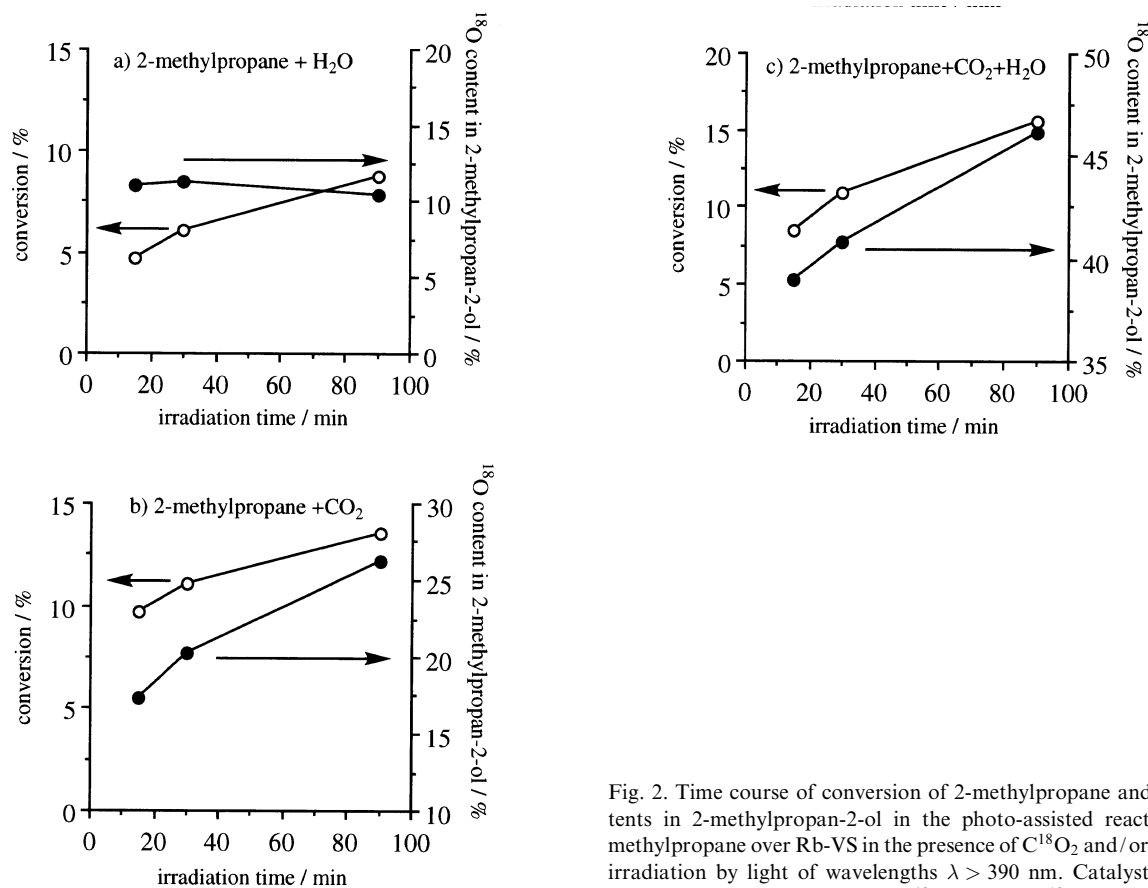 a) 2-methylpropane + H₂O
15
10
5
0
conversion / %
20
15
10
5
0
¹⁸O content in 2-methylpropan-2-ol / %
0 20 40 60 80 100
irradiation time / min
b) 2-methylpropane +CO₂
15
10
5
0
conversion / %
30
25
20
15
10
¹⁸O content in 2-methylpropan-2-ol / %
0 20 40 60 80 100
irradiation time / min
c) 2-methylpropane+CO₂+H₂O
20
15
10
5
0
conversion / %
50
45
40
35
¹⁸O content in 2-methylpropan-2-ol / %
0 20 40 60 80 100
irradiation time / min
Fig. 2. Time course of conversion of 2-methylpropane and
tents in 2-methylpropan-2-ol in the photo-assisted react
methylpropane over Rb-VS in the presence of C¹⁸O₂ and/or
irradiation by light of wavelengths λ > 390 nm. Catalyst